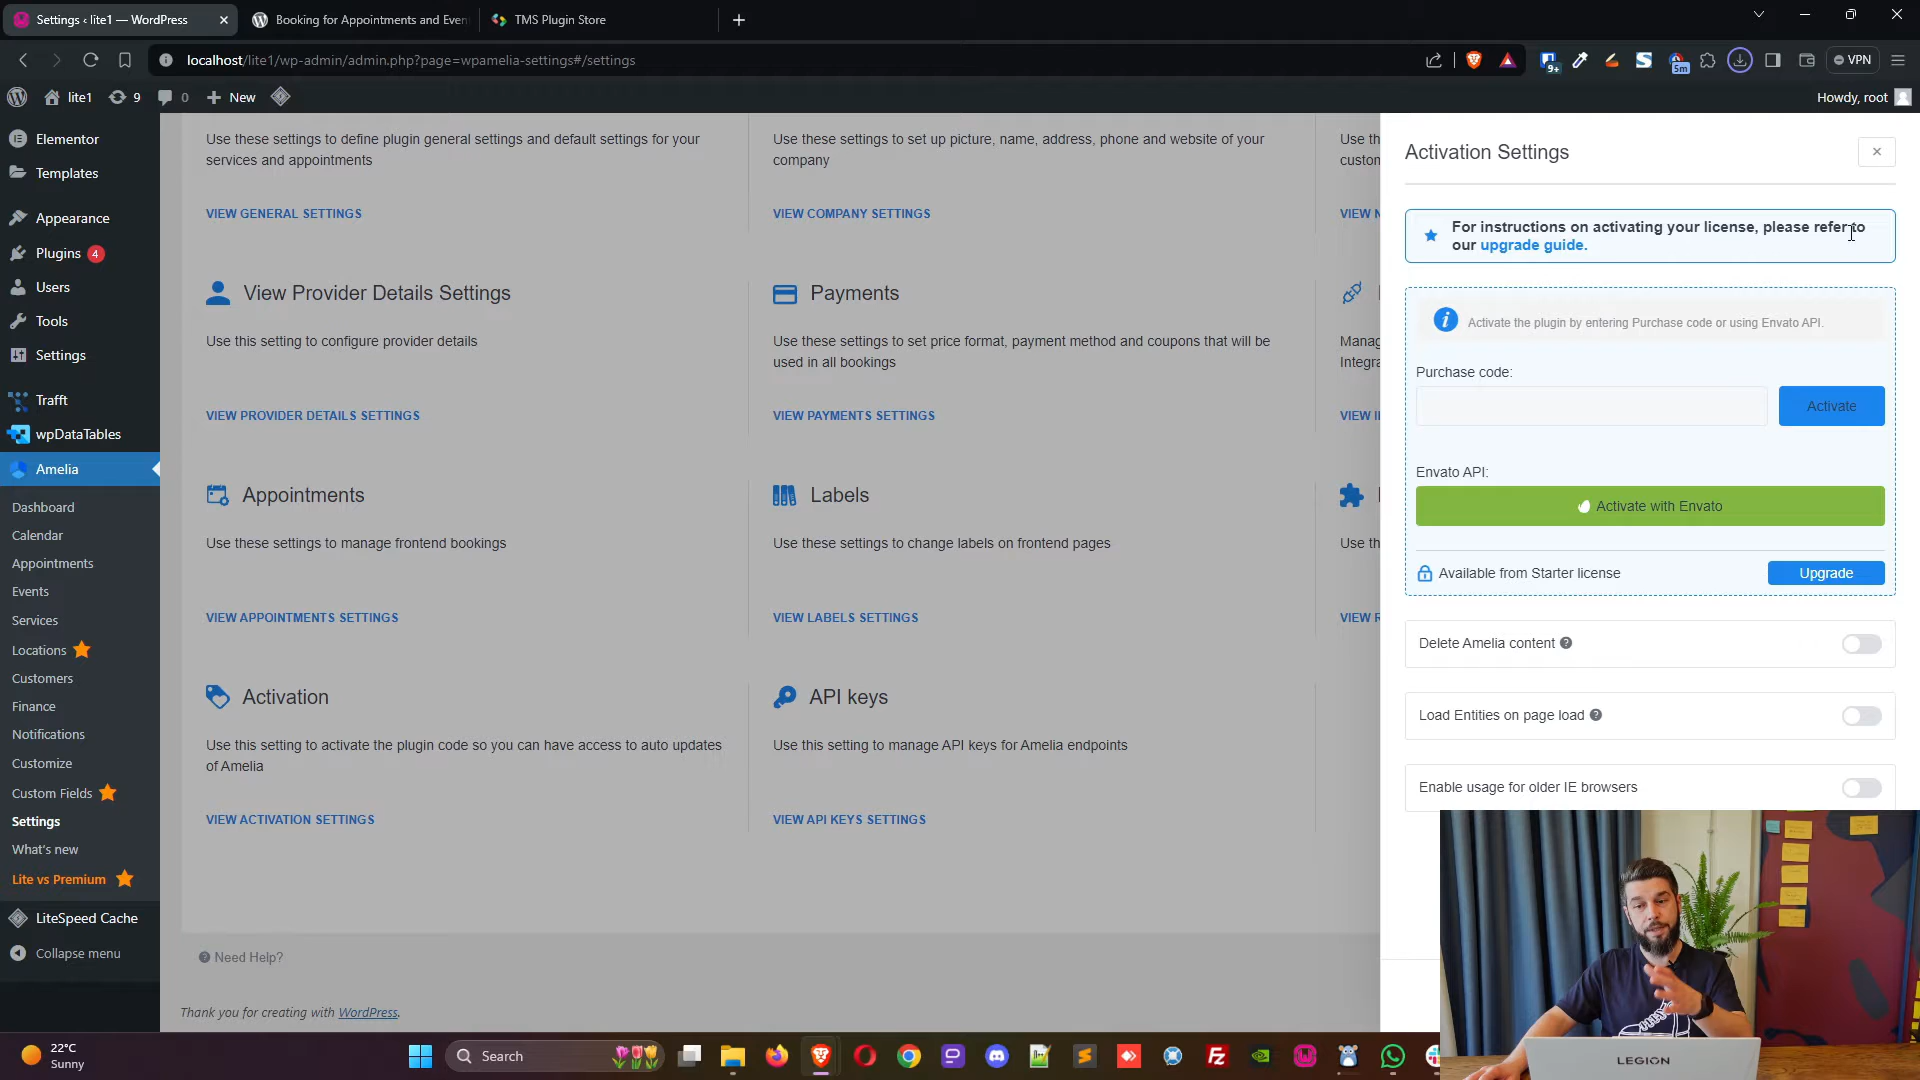 Settings ‹ lite1 — WordPress
Booking for Appointments and Even
TMS Plugin Store
localhost/lite1/wp-admin/admin.php?page=wpamelia-settings#/settings
9+
5m
VPN
lite1
9
0
New
Howdy, root
Elementor
Templates
Appearance
Plugins 4
Users
Tools
Settings
Trafft
wpDataTables
Amelia
Dashboard
Calendar
Appointments
Events
Services
Locations
Customers
Finance
Notifications
Customize
Custom Fields
Settings
What's new
Lite vs Premium
LiteSpeed Cache
Collapse menu
Use these settings to define plugin general settings and default settings for your
services and appointments
VIEW GENERAL SETTINGS
Use these settings to set up picture, name, address, phone and website of your
company
VIEW COMPANY SETTINGS
Use th
custon
VIEW N
View Provider Details Settings
Use this setting to configure provider details
VIEW PROVIDER DETAILS SETTINGS
Payments
Use these settings to set price format, payment method and coupons that will be
used in all bookings
VIEW PAYMENTS SETTINGS
Manag
Integra
VIEW II
Appointments
Use these settings to manage frontend bookings
VIEW APPOINTMENTS SETTINGS
Labels
Use these settings to change labels on frontend pages
VIEW LABELS SETTINGS
Use th
VIEW R
Activation
Use this setting to activate the plugin code so you can have access to auto updates
of Amelia
VIEW ACTIVATION SETTINGS
API keys
Use this setting to manage API keys for Amelia endpoints
VIEW API KEYS SETTINGS
Need Help?
Thank you for creating with WordPress.
Activation Settings
For instructions on activating your license, please refer to
our upgrade guide.
Activate the plugin by entering Purchase code or using Envato API.
Purchase code:
Activate
Envato API:
Activate with Envato
Available from Starter license
Upgrade
Delete Amelia content
Load Entities on page load
Enable usage for older IE browsers
22°C
Sunny
Search
LEGION